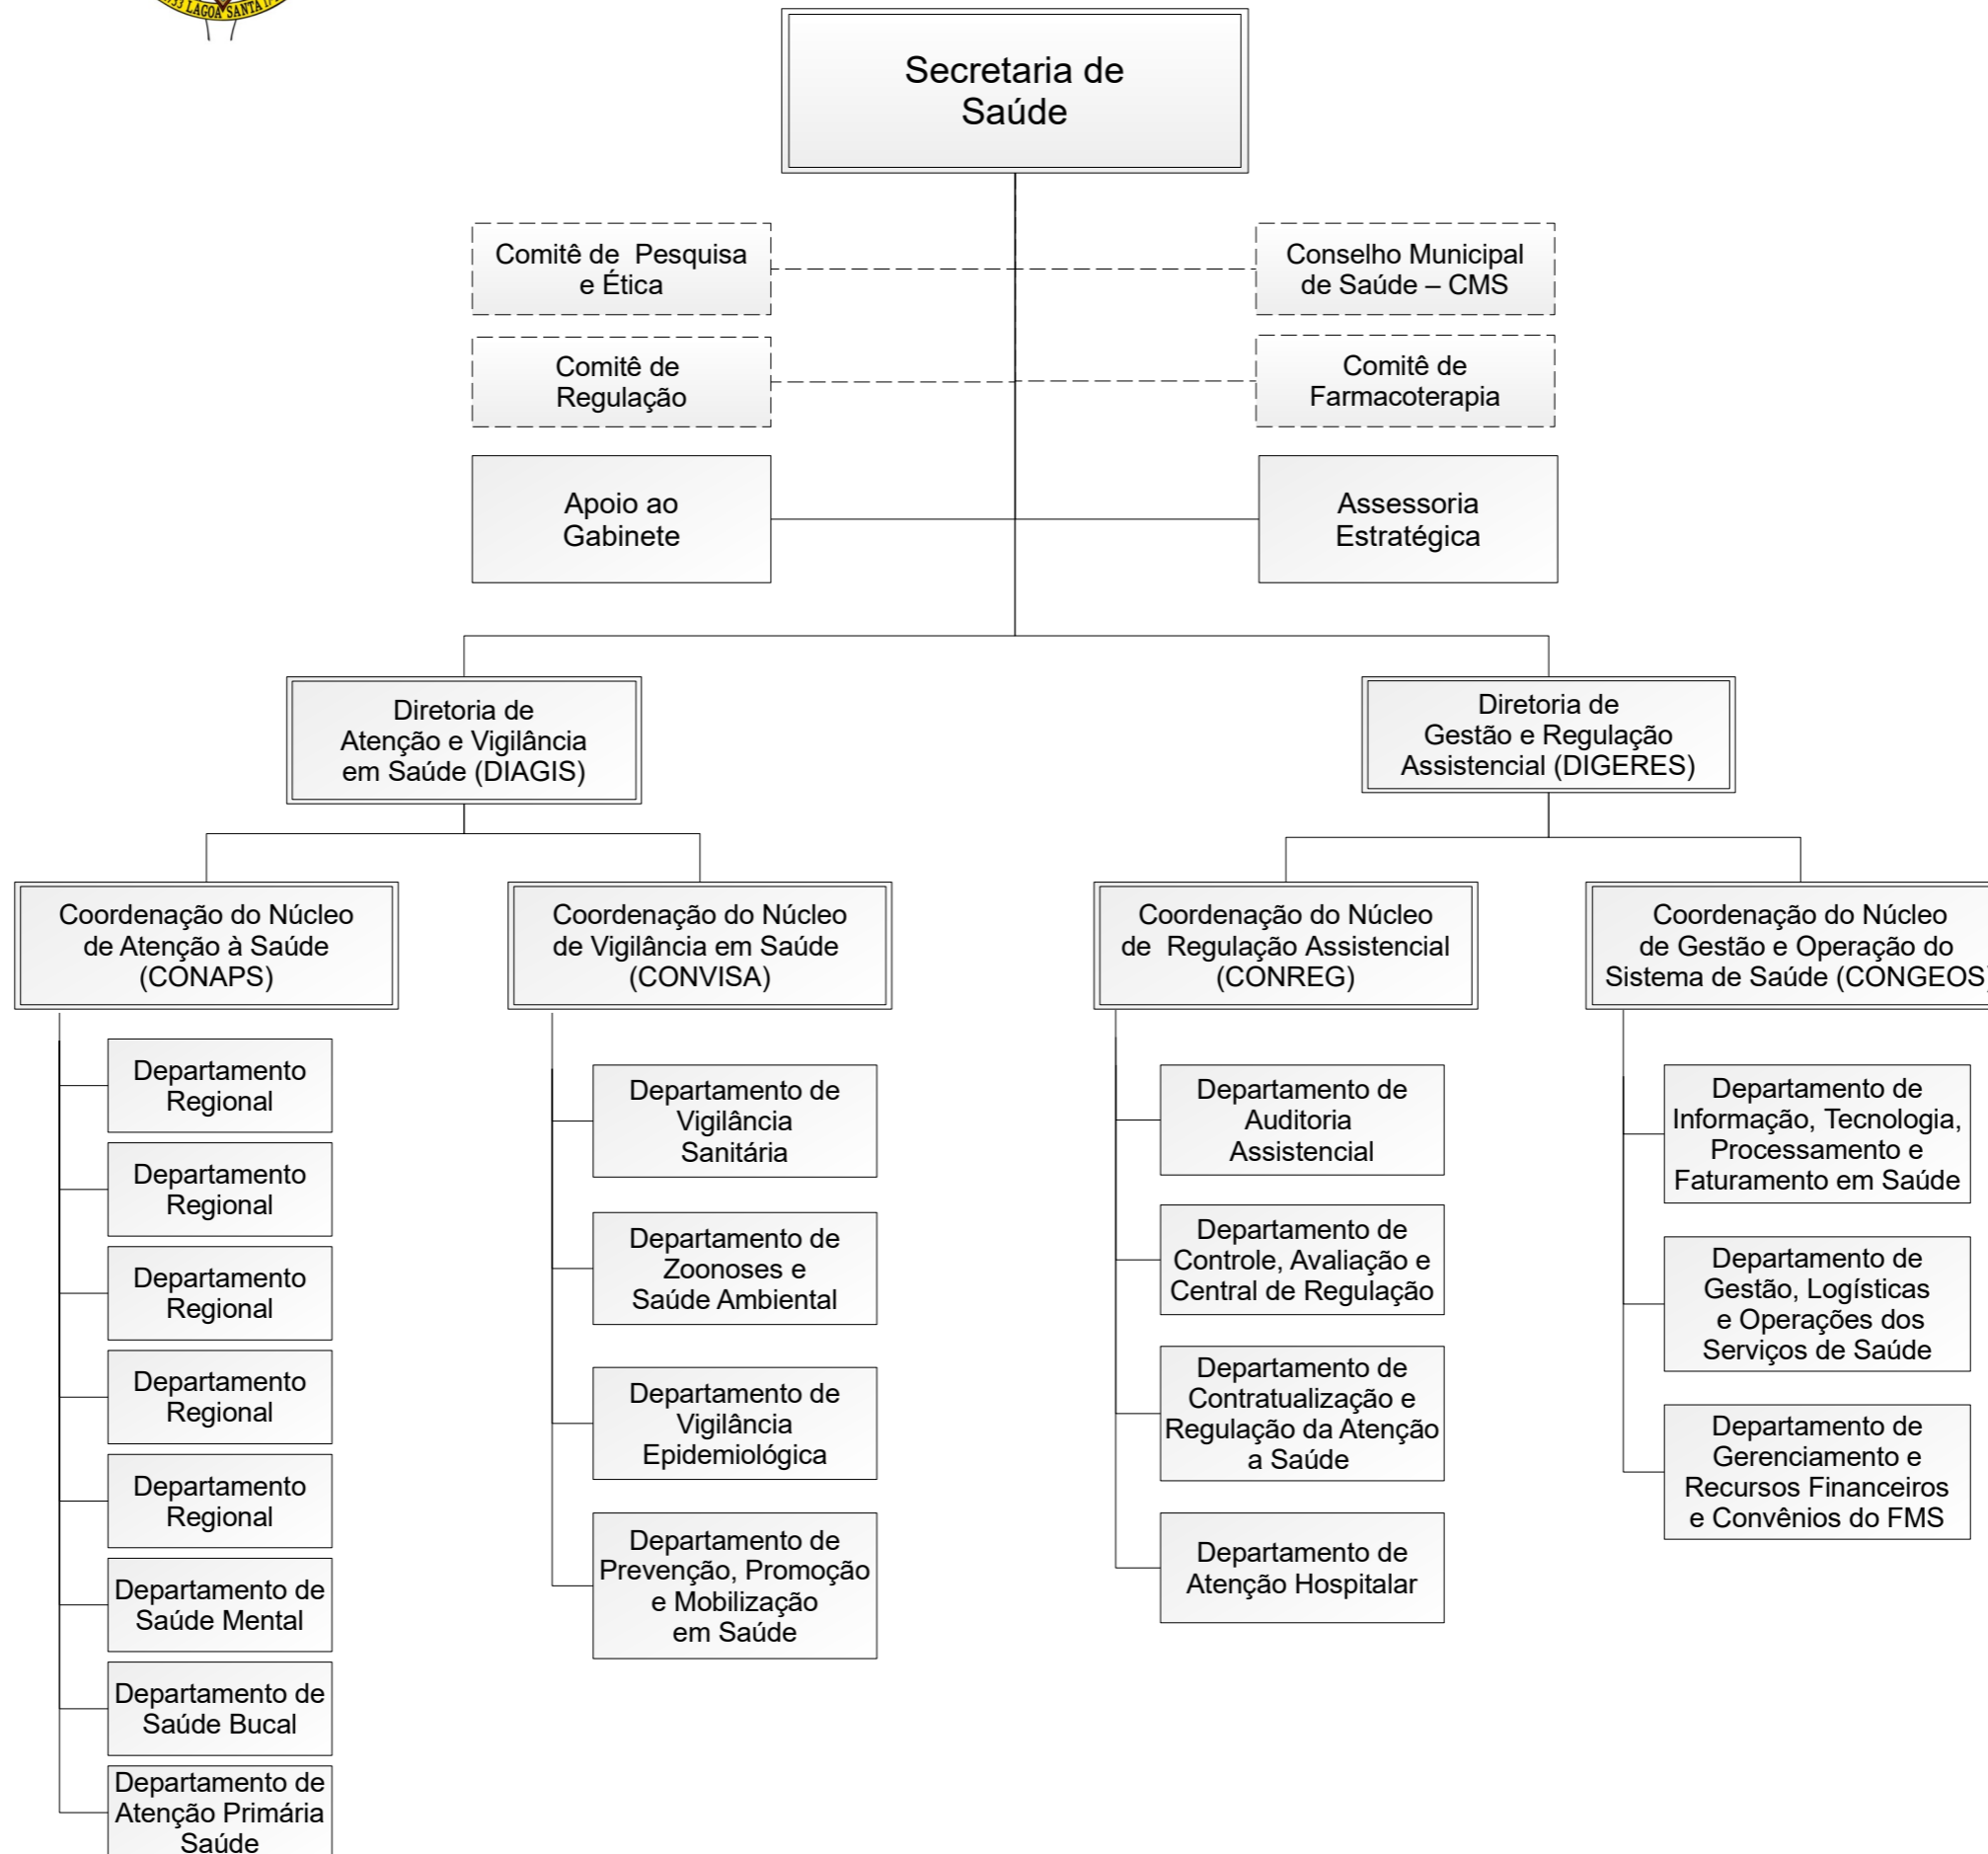 LAGOA SANTA
Secretaria de
Saúde
Comitê de Pesquisa
e Ética
Conselho Municipal
de Saúde – CMS
Comitê de
Regulação
Comitê de
Farmacoterapia
Apoio ao
Gabinete
Assessoria
Estratégica
Diretoria de
Atenção e Vigilância
em Saúde (DIAGIS)
Diretoria de
Gestão e Regulação
Assistencial (DIGERES)
Coordenação do Núcleo
de Atenção à Saúde
(CONAPS)
Coordenação do Núcleo
de Vigilância em Saúde
(CONVISA)
Coordenação do Núcleo
de Regulação Assistencial
(CONREG)
Coordenação do Núcleo
de Gestão e Operação do
Sistema de Saúde (CONGEOS)
Departamento
Regional
Departamento
Regional
Departamento
Regional
Departamento
Regional
Departamento
Regional
Departamento de
Saúde Mental
Departamento de
Saúde Bucal
Departamento de
Atenção Primária
Saúde
Departamento de
Vigilância
Sanitária
Departamento de
Zoonoses e
Saúde Ambiental
Departamento de
Vigilância
Epidemiológica
Departamento de
Prevenção, Promoção
e Mobilização
em Saúde
Departamento de
Auditoria
Assistencial
Departamento de
Controle, Avaliação e
Central de Regulação
Departamento de
Contratualização e
Regulação da Atenção
a Saúde
Departamento de
Atenção Hospitalar
Departamento de
Informação, Tecnologia,
Processamento e
Faturamento em Saúde
Departamento de
Gestão, Logísticas
e Operações dos
Serviços de Saúde
Departamento de
Gerenciamento e
Recursos Financeiros
e Convênios do FMS